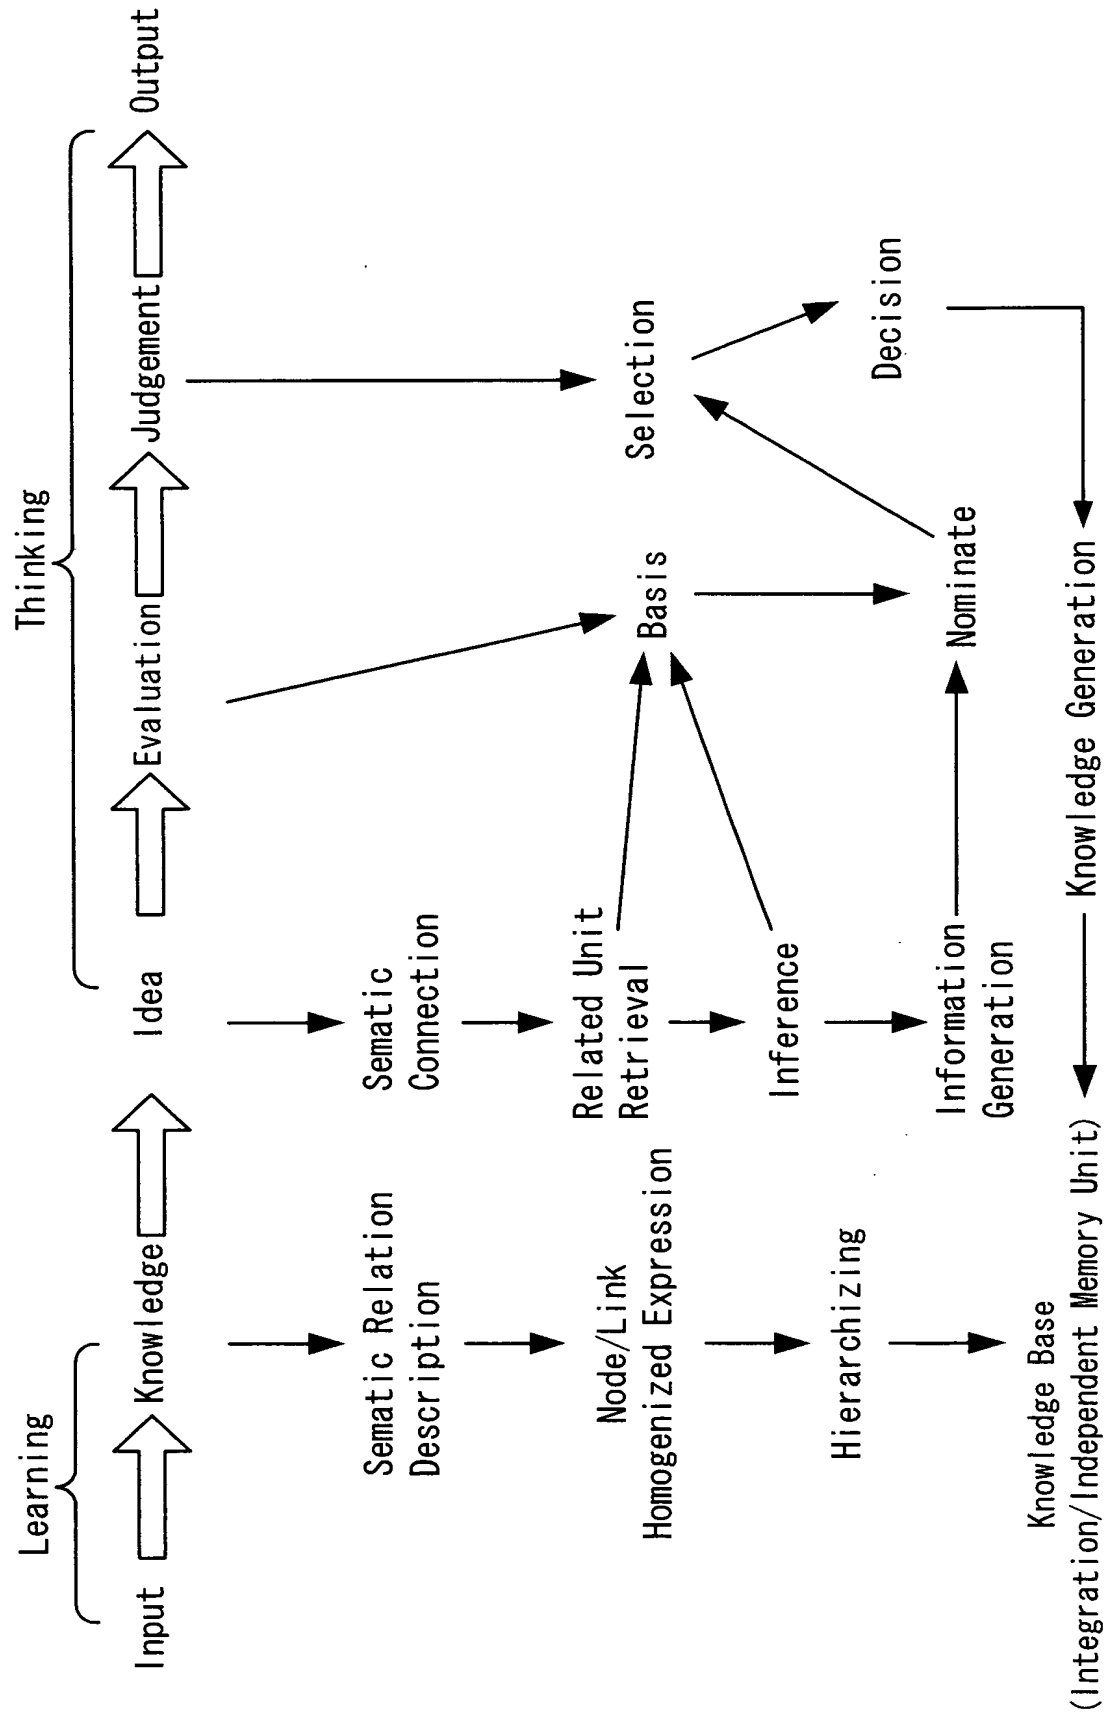 Learning
Thinking
Input
Knowledge
Idea
Evaluation
Judgement
Output
Sematic Relation
Description
Sematic
Connection
Node/Link
Homogenized Expression
Related Unit
Retrieval
Basis
Selection
Hierarchizing
Inference
Decision
Information
Generation
Nominate
Knowledge Base
(Integration/Independent Memory Unit)
Knowledge Generation